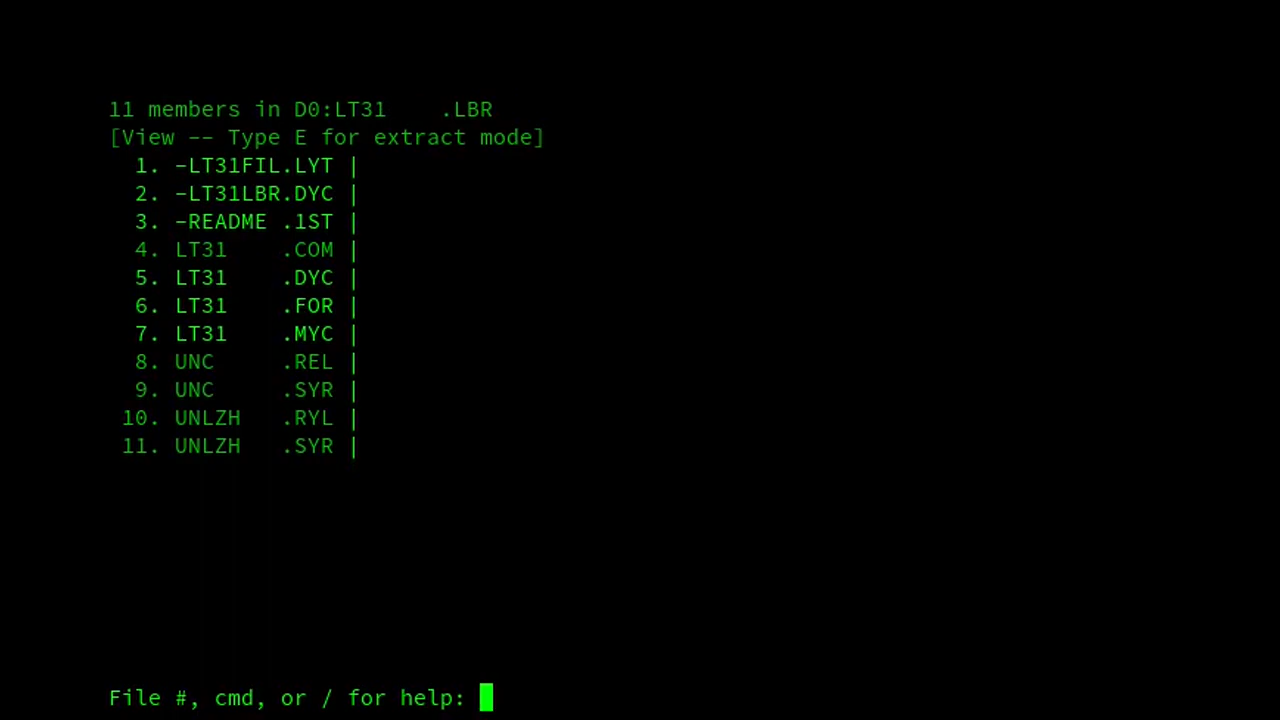 11 members in D0:LT31    .LBR
[View -- Type E for extract mode]
  1. -LT31FIL.LYT |
  2. -LT31LBR.DYC |
  3. -README .1ST |
  4. LT31    .COM |
  5. LT31    .DYC |
  6. LT31    .FOR |
  7. LT31    .MYC |
  8. UNC     .REL |
  9. UNC     .SYR |
 10. UNLZH   .RYL |
 11. UNLZH   .SYR |
File #, cmd, or / for help: